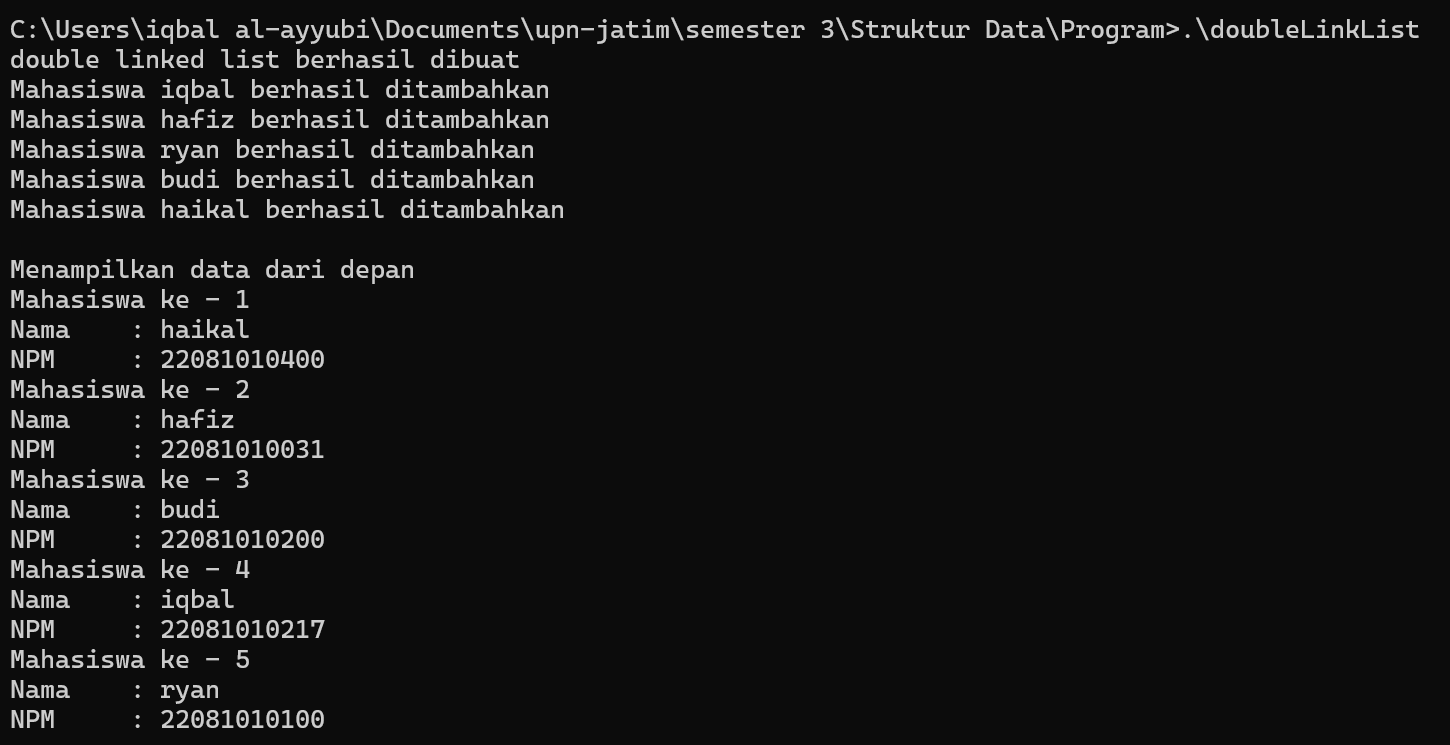 C:\Users\iqbal al-ayyubi\Documents\upn-jatim\semester 3\Struktur Data\Program>.\doubleLinkList
double linked list berhasil dibuat
Mahasiswa iqbal berhasil ditambahkan
Mahasiswa hafiz berhasil ditambahkan
Mahasiswa ryan berhasil ditambahkan
Mahasiswa budi berhasil ditambahkan
Mahasiswa haikal berhasil ditambahkan

Menampilkan data dari depan
Mahasiswa ke - 1
Nama    : haikal
NPM     : 22081010400
Mahasiswa ke - 2
Nama    : hafiz
NPM     : 22081010031
Mahasiswa ke - 3
Nama    : budi
NPM     : 22081010200
Mahasiswa ke - 4
Nama    : iqbal
NPM     : 22081010217
Mahasiswa ke - 5
Nama    : ryan
NPM     : 22081010100